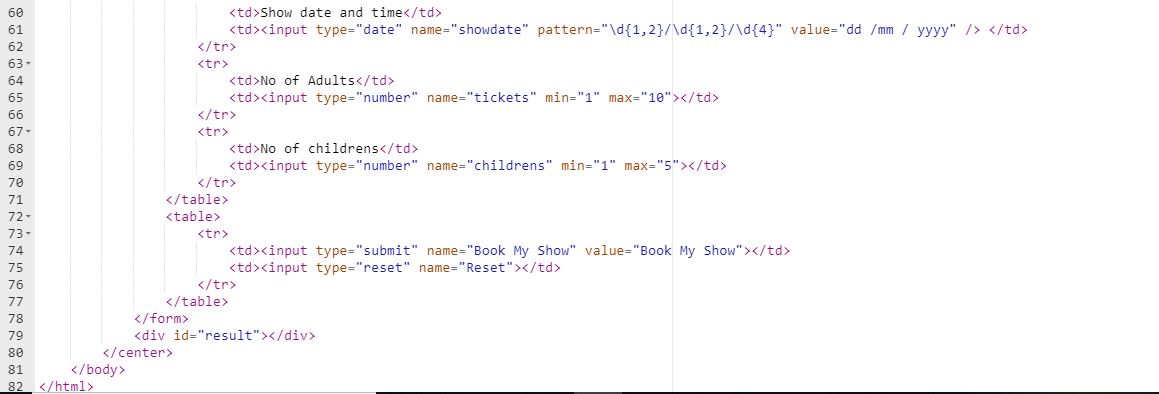 60                         <td>Show date and time</td>
61                         <td><input type="date" name="showdate" pattern="\d{1,2}/\d{1,2}/\d{4}" value="dd /mm / yyyy" /> </td>
62                     </tr>
63                     <tr>
64                         <td>No of Adults</td>
65                         <td><input type="number" name="tickets" min="1" max="10"></td>
66                     </tr>
67                     <tr>
68                         <td>No of childrens</td>
69                         <td><input type="number" name="childrens" min="1" max="5"></td>
70                     </tr>
71                 </table>
72                 <table>
73                     <tr>
74                         <td><input type="submit" name="Book My Show" value="Book My Show"></td>
75                         <td><input type="reset" name="Reset"></td>
76                     </tr>
77                 </table>
78             </form>
79             <div id="result"></div>
80         </center>
81     </body>
82 </html>